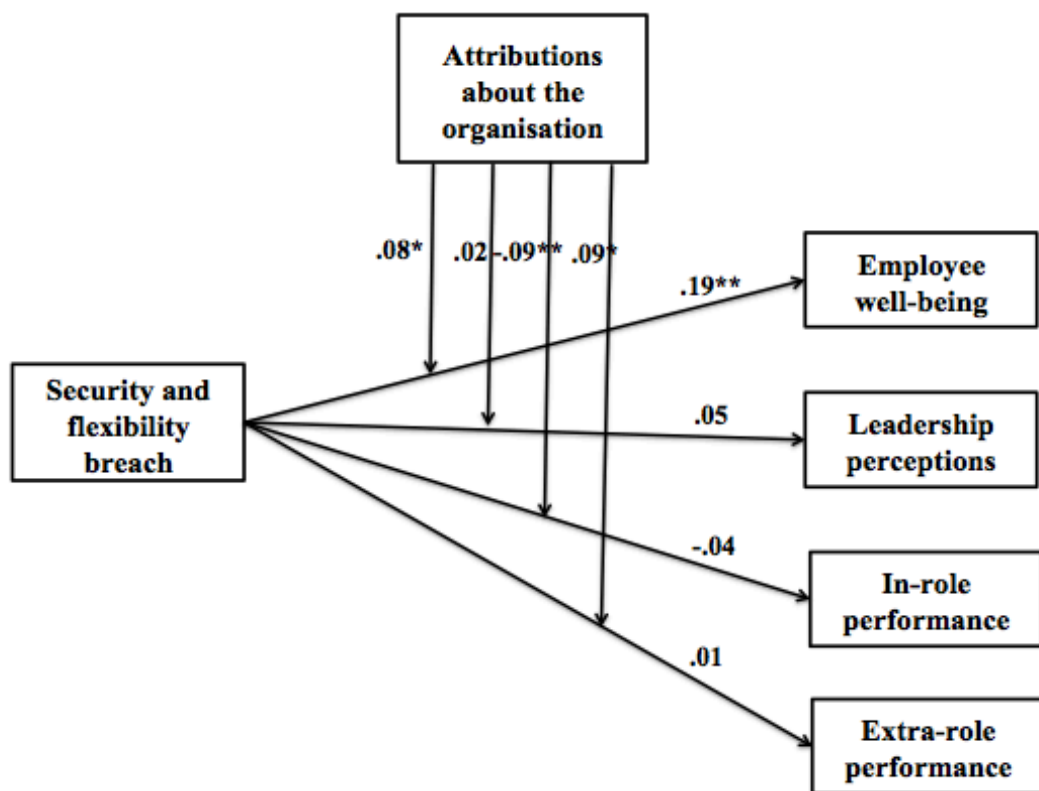 Attributions
about the
organisation
.08*
.02
-.09**
.09*
.19**
Employee
well-being
Security and
flexibility
breach
.05
Leadership
perceptions
-.04
In-role
performance
.01
Extra-role
performance